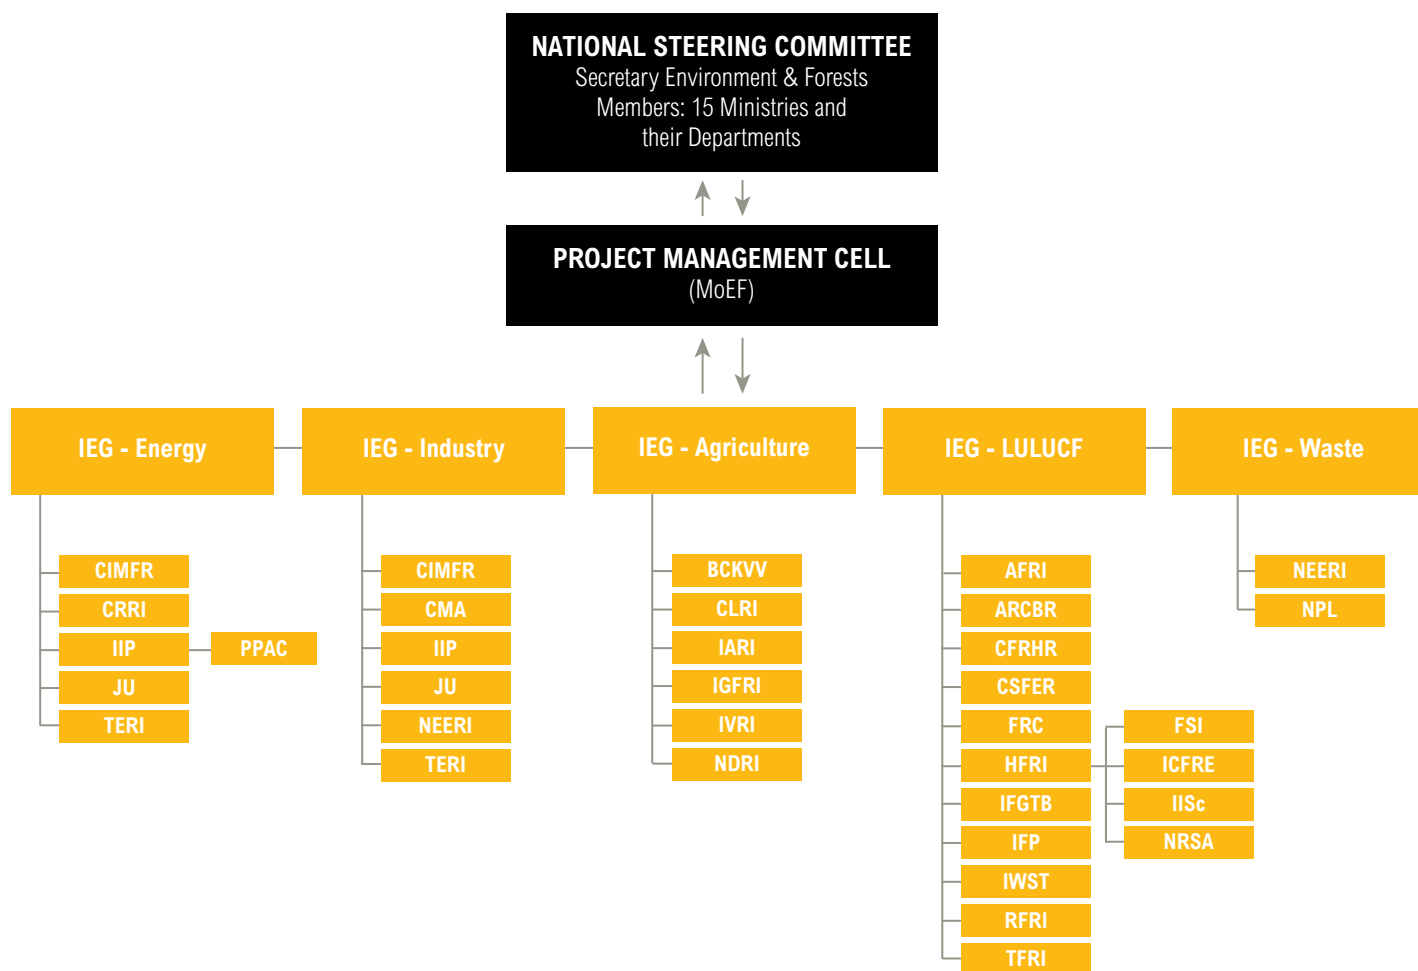 NATIONAL STEERING COMMITTEE
Secretary Environment & Forests
Members: 15 Ministries and
their Departments
PROJECT MANAGEMENT CELL
(MoEF)
IEG - Energy
CIMFR
CRRI
IIP
PPAC
JU
TERI
IEG - Industry
CIMFR
CMA
IIP
JU
NEERI
TERI
IEG - Agriculture
BCKVV
CLRI
IARI
IGFRI
IVRI
NDRI
IEG - LULUCF
AFRI
ARCBR
CFRHR
CSFER
FRC
HFRI
IFGTB
IFP
IWST
RFRI
TFRI
FSI
ICFRE
IISc
NRSA
IEG - Waste
NEERI
NPL